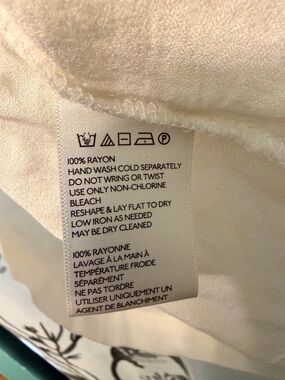 100% RAYON
HAND WASH COLD SEPARATELY
DO NOT WRING OR TWIST
USE ONLY NON-CHLORINE
BLEACH
RESHAPE & LAY FLAT TO DRY
LOW IRON AS NEEDED
MAY BE DRY CLEANED
100% RAYONNE
LAVAGE À LA MAIN À
TEMPÉRATURE FROIDE
SÉPARÉMENT
NE PAS TORDRE
UTILISER UNIQUEMENT UN
AGENT DE BLANCHIMENT